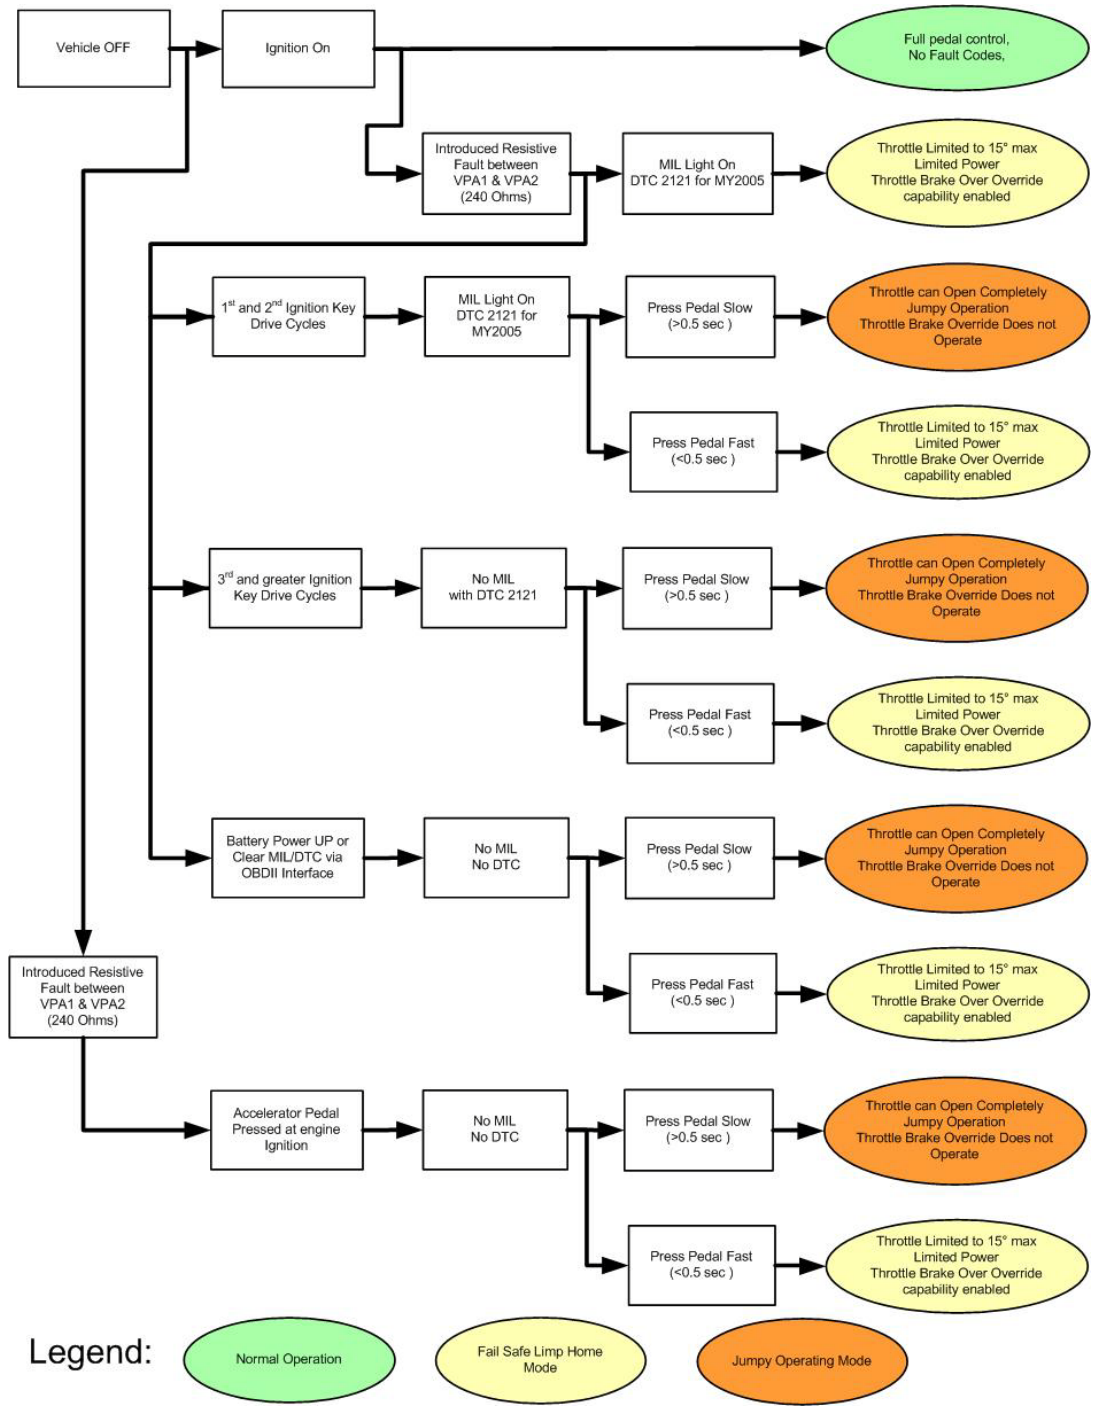 Vehicle OFF
Ignition On
Full pedal control,
No Fault Codes,
Introduced Resistive
Fault between
VPA1 & VPA2
(240 Ohms)
MIL Light On
DTC 2121 for MY2005
Throttle Limited to 15° max
Limited Power
Throttle Brake Over Override
capability enabled
1st and 2nd Ignition Key
Drive Cycles
MIL Light On
DTC 2121 for
MY2005
Press Pedal Slow
(>0.5 sec )
Throttle can Open Completely
Jumpy Operation
Throttle Brake Override Does not
Operate
Press Pedal Fast
(<0.5 sec )
Throttle Limited to 15° max
Limited Power
Throttle Brake Over Override
capability enabled
3rd and greater Ignition
Key Drive Cycles
No MIL
with DTC 2121
Press Pedal Slow
(>0.5 sec )
Throttle can Open Completely
Jumpy Operation
Throttle Brake Override Does not
Operate
Press Pedal Fast
(<0.5 sec )
Throttle Limited to 15° max
Limited Power
Throttle Brake Over Override
capability enabled
Battery Power UP or
Clear MIL/DTC via
OBDII Interface
No MIL
No DTC
Press Pedal Slow
(>0.5 sec )
Throttle can Open Completely
Jumpy Operation
Throttle Brake Override Does not
Operate
Introduced Resistive
Fault between
VPA1 & VPA2
(240 Ohms)
Press Pedal Fast
(<0.5 sec )
Throttle Limited to 15° max
Limited Power
Throttle Brake Over Override
capability enabled
Accelerator Pedal
Pressed at engine
Ignition
No MIL
No DTC
Press Pedal Slow
(>0.5 sec )
Throttle can Open Completely
Jumpy Operation
Throttle Brake Override Does not
Operate
Press Pedal Fast
(<0.5 sec )
Throttle Limited to 15° max
Limited Power
Throttle Brake Over Override
capability enabled
Legend:
Normal Operation
Fail Safe Limp Home
Mode
Jumpy Operating Mode